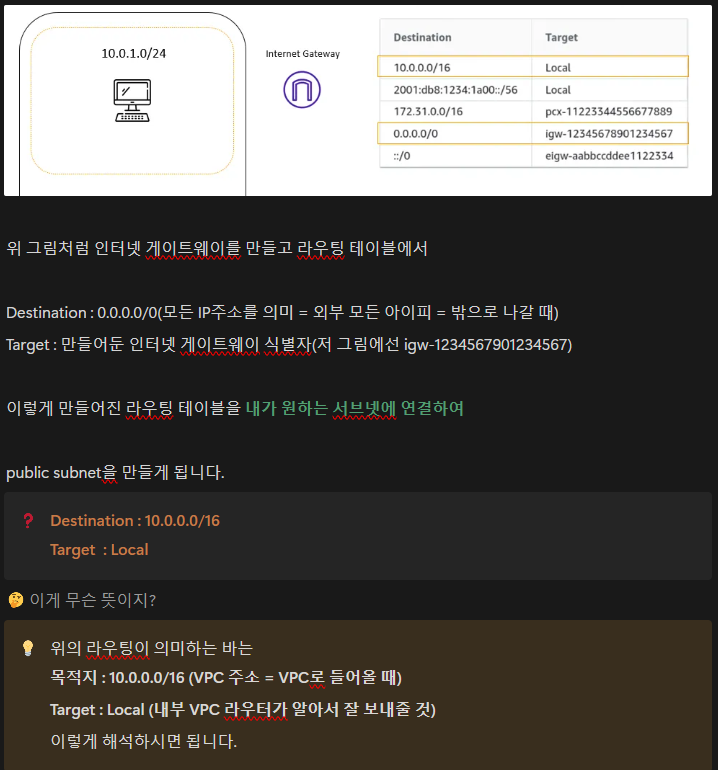 10.0.1.0/24
Internet Gateway
Destination Target
10.0.0.0/16 Local
2001:db8:1234:1a00::/56 Local
172.31.0.0/16 pcx-11223344556677889
0.0.0.0/0 igw-12345678901234567
::/0 eigw-aabbccddee1122334
위 그림처럼 인터넷 게이트웨이를 만들고 라우팅 테이블에서
Destination : 0.0.0.0/0(모든 IP주소를 의미 = 외부 모든 아이피 = 밖으로 나갈 때)
Target : 만들어둔 인터넷 게이트웨이 식별자(저 그림에선 igw-1234567901234567)
이렇게 만들어진 라우팅 테이블을 내가 원하는 서브넷에 연결하여
public subnet을 만들게 됩니다.
❓ Destination : 10.0.0.0/16
Target : Local
🤔 이게 무슨 뜻이지?
💡 위의 라우팅이 의미하는 바는
목적지 : 10.0.0.0/16 (VPC 주소 = VPC로 들어올 때)
Target : Local (내부 VPC 라우터가 알아서 잘 보내줄 것)
이렇게 해석하시면 됩니다.